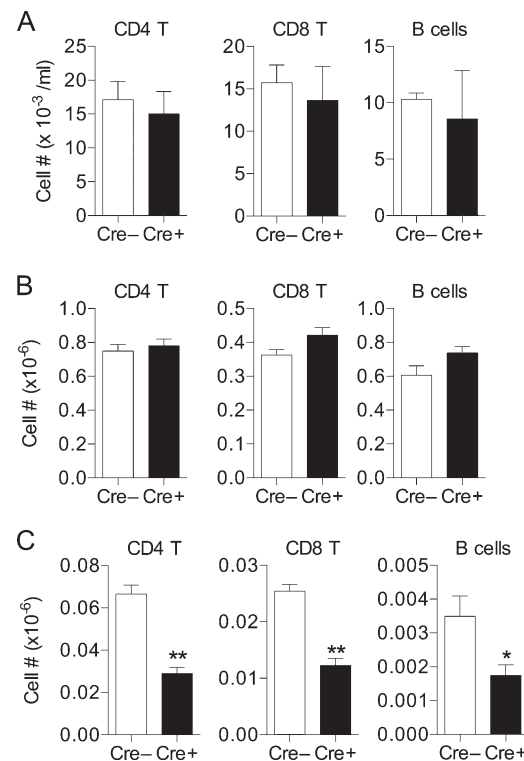 A
CD4 T
CD8 T
B cells
Cell # (x 10-3 /ml)
25
20
15
10
5
0
Cre– Cre+
20
15
10
5
0
Cre– Cre+
15
10
5
0
Cre– Cre+
B
CD4 T
CD8 T
B cells
Cell # (x10-6)
1.0
0.8
0.6
0.4
0.2
0.0
Cre– Cre+
0.5
0.4
0.3
0.2
0.1
0.0
Cre– Cre+
0.8
0.6
0.4
0.2
0.0
Cre– Cre+
C
CD4 T
CD8 T
B cells
Cell # (x10-6)
0.08
0.06
0.04
0.02
0.00
**
Cre– Cre+
0.03
0.02
0.01
0.00
**
Cre– Cre+
0.005
0.004
0.003
0.002
0.001
0.000
*
Cre– Cre+